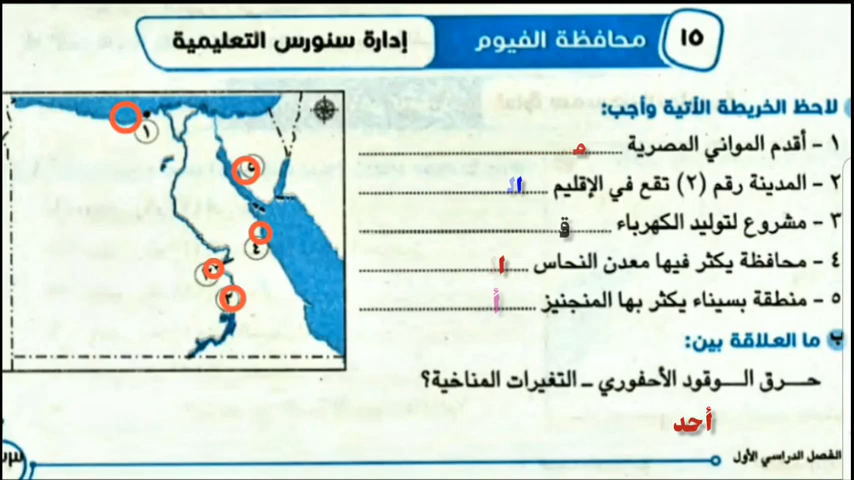 ١٥ محافظة الفيوم إدارة سنورس التعليمية
لاحظ الخريطة الآتية وأجب:
١ - أقدم المواني المصرية م
٢ - المدينة رقم (٢) تقع في الإقليم ال
٣ - مشروع لتوليد الكهرباء ق
٤ - محافظة يكثر فيها معدن النحاس ا
٥ - منطقة بسيناء يكثر بها المنجنيز أ
ب ما العلاقة بين:
حرق الوقود الأحفوري – التغيرات المناخية؟
أحد
الفصل الدراسي الأول
١
٥
٤
٣